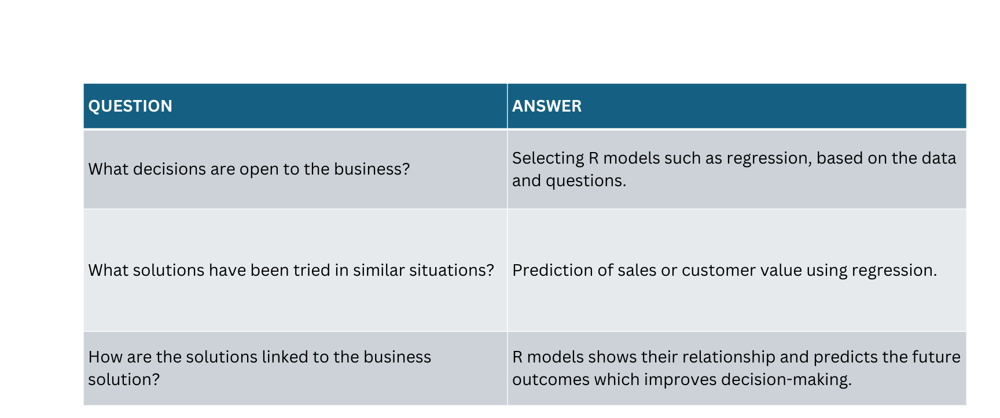 QUESTION
ANSWER
What decisions are open to the business?
Selecting R models such as regression, based on the data
and questions.
What solutions have been tried in similar situations?
Prediction of sales or customer value using regression.
How are the solutions linked to the business
solution?
R models shows their relationship and predicts the future
outcomes which improves decision-making.